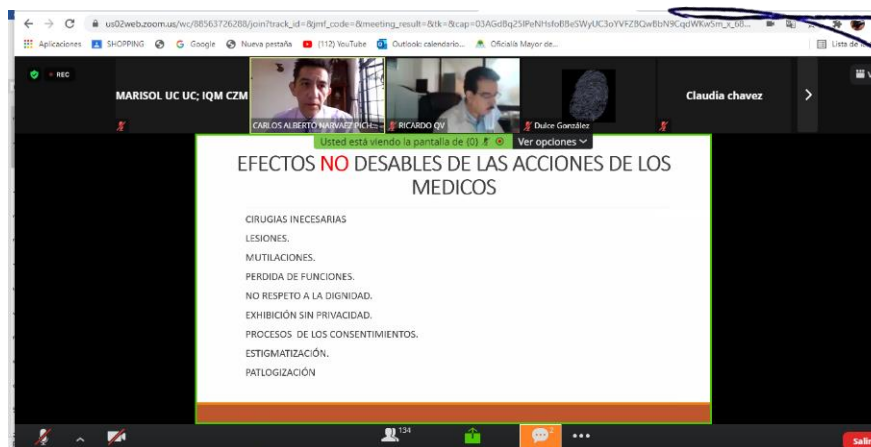 us02web.zoom.us/wc/88563726288/join?track_id=&jmf_code=&meeting_result=&tk=&cap=
Aplicaciones SHOPPING Google Nueva pestaña (112) YouTube Outlook: calendario... Oficialía Mayor de... Lista de
REC
MARISOL UC UC; IQM CZM
CARLOS ALBERTO NARVAEZ PICH...
RICARDO QV
Dulce González
Claudia chavez
Usted está viendo la pantalla de (0) Ver opciones
EFECTOS NO DESABLES DE LAS ACCIONES DE LOS
MEDICOS
CIRUGIAS INECESARIAS
LESIONES.
MUTILACIONES.
PERDIDA DE FUNCIONES.
NO RESPETO A LA DIGNIDAD.
EXHIBICIÓN SIN PRIVACIDAD.
PROCESOS DE LOS CONSENTIMIENTOS.
ESTIGMATIZACIÓN.
PATLOGIZACIÓN
134
2
Salir